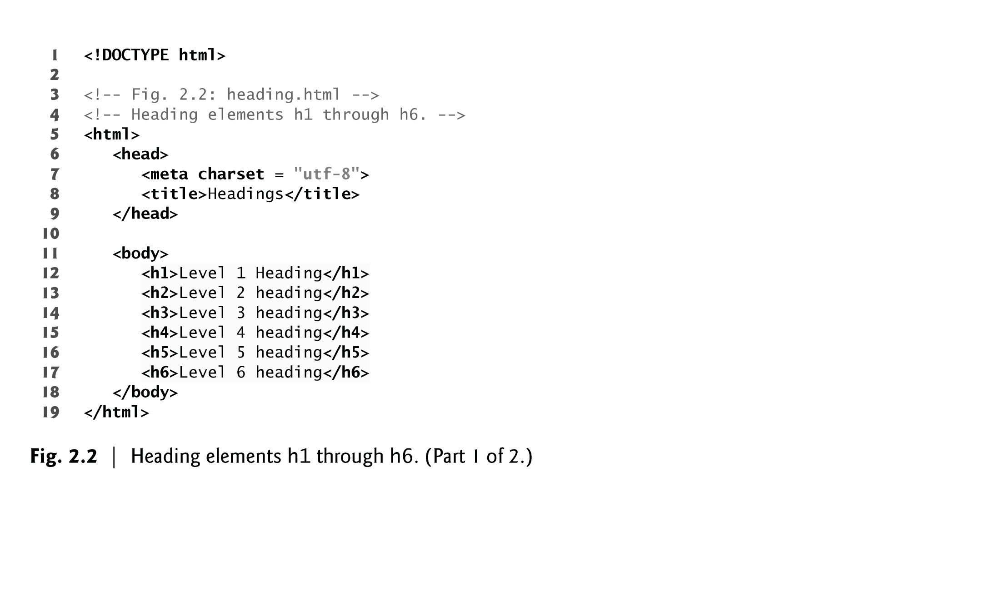 1 <!DOCTYPE html>
2
3 <!-- Fig. 2.2: heading.html -->
4 <!-- Heading elements h1 through h6. -->
5 <html>
6 <head>
7 <meta charset = "utf-8">
8 <title>Headings</title>
9 </head>
10
11 <body>
12 <h1>Level 1 Heading</h1>
13 <h2>Level 2 heading</h2>
14 <h3>Level 3 heading</h3>
15 <h4>Level 4 heading</h4>
16 <h5>Level 5 heading</h5>
17 <h6>Level 6 heading</h6>
18 </body>
19 </html>
Fig. 2.2 | Heading elements h1 through h6. (Part 1 of 2.)